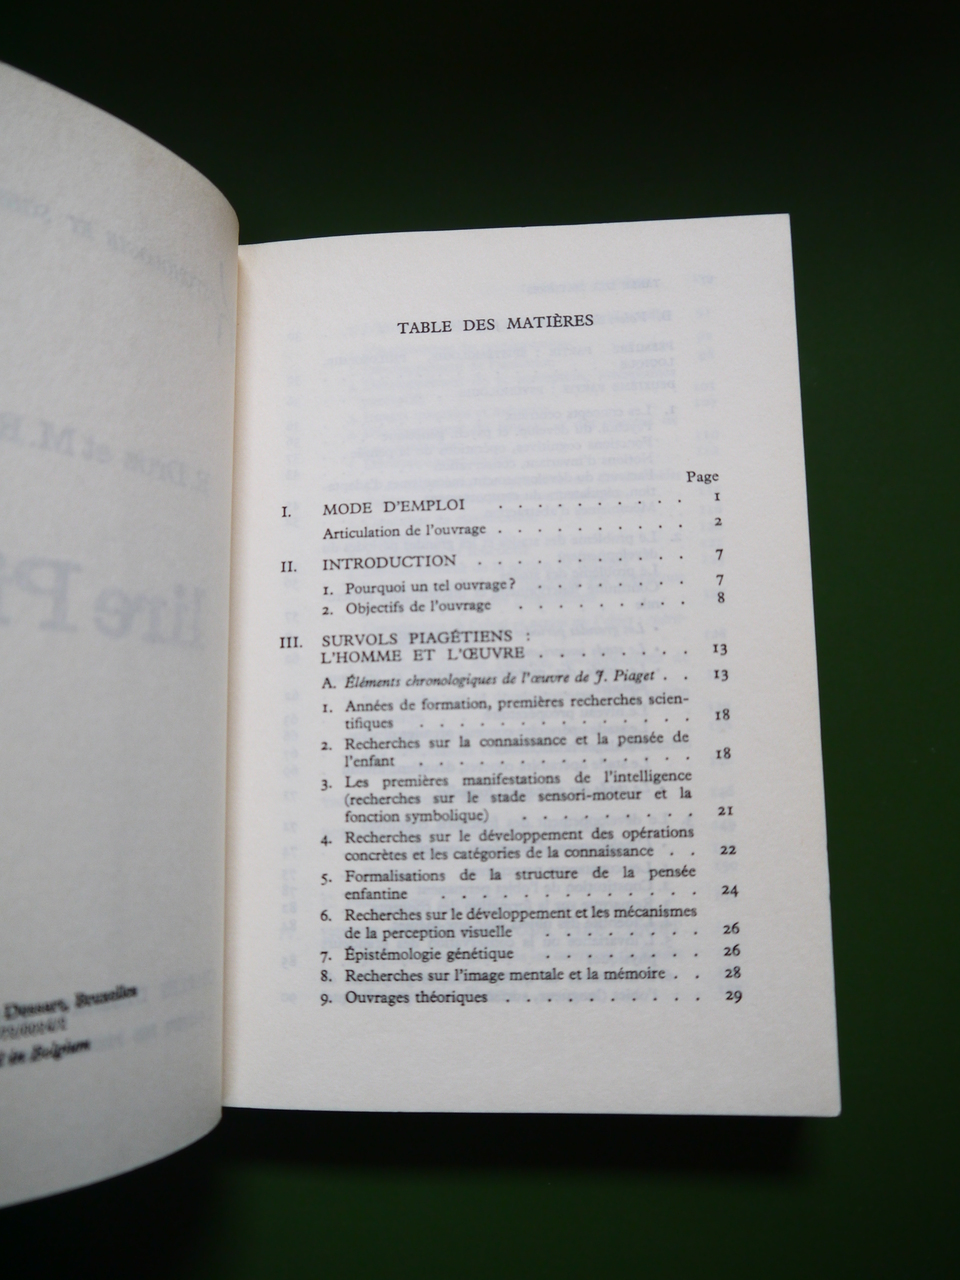 Dessart, Bruxelles
in Belgium
TABLE DES MATIÈRES
Page
I. MODE D'EMPLOI . . . . . . . . . . 1
Articulation de l'ouvrage . . . . . . . . . . 2
II. INTRODUCTION . . . . . . . . . . . 7
1. Pourquoi un tel ouvrage? . . . . . . . . . 7
2. Objectifs de l'ouvrage . . . . . . . . . 8
III. SURVOLS PIAGÉTIENS :
L'HOMME ET L'ŒUVRE . . . . . . . . 13
A. Éléments chronologiques de l'œuvre de J. Piaget . . 13
1. Années de formation, premières recherches scien-
tifiques . . . . . . . . . . . . . . 18
2. Recherches sur la connaissance et la pensée de
l'enfant . . . . . . . . . . . . . . 18
3. Les premières manifestations de l'intelligence
(recherches sur le stade sensori-moteur et la
fonction symbolique) . . . . . . . . . 21
4. Recherches sur le développement des opérations
concrètes et les catégories de la connaissance . . 22
5. Formalisations de la structure de la pensée
enfantine . . . . . . . . . . . . . 24
6. Recherches sur le développement et les mécanismes
de la perception visuelle . . . . . . . . 26
7. Épistémologie génétique . . . . . . . . . 26
8. Recherches sur l'image mentale et la mémoire . . 28
9. Ouvrages théoriques . . . . . . . . . . 29